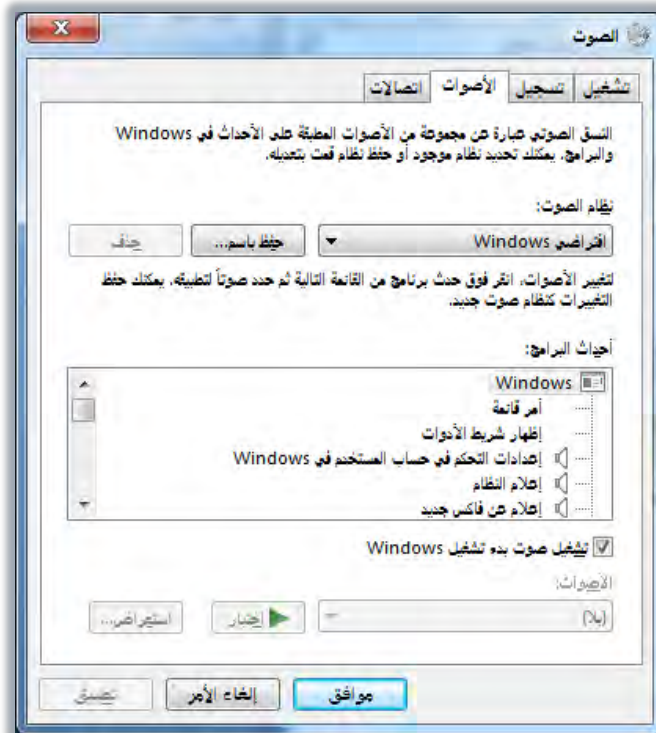 الصوت
تشغيل تسجيل الأصوات اتصالات
النسق الصوتي عبارة عن مجموعة من الأصوات المطبقة على الأحداث في Windows
والبرامج. يمكنك تحديد نظام موجود أو حفظ نظام قمت بتعديله.
نظام الصوت:
افتراضي Windows حفظ باسم... حذف
لتغيير الأصوات، انقر فوق حدث برنامج من القائمة التالية ثم حدد صوتاً لتطبيقه. يمكنك حفظ
التغييرات كنظام صوت جديد.
أحداث البرامج:
Windows
أمر قائمة
إظهار شريط الأدوات
إعدادات التحكم في حساب المستخدم في Windows
إعلام النظام
إعلام عن فاكس جديد
تشغيل صوت بدء تشغيل Windows
الأصوات:
(بلا) اختبار استعراض...
موافق إلغاء الأمر تطبيق